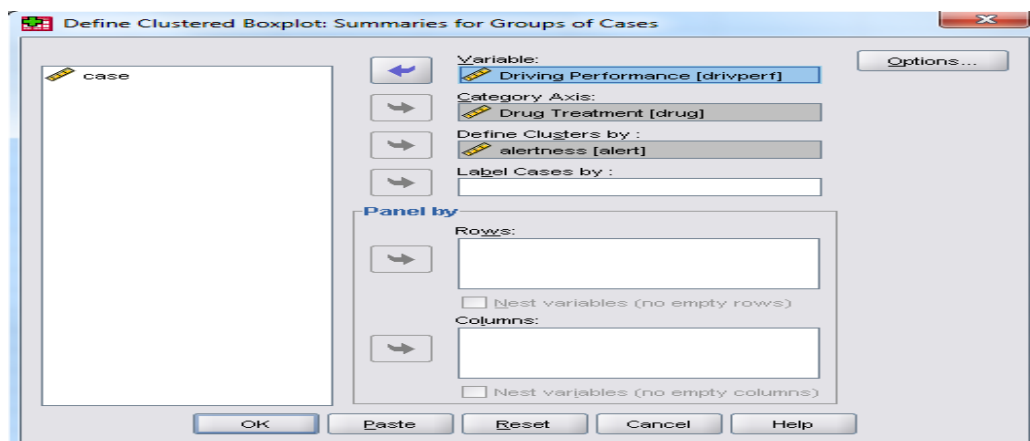 Define Clustered Boxplot: Summaries for Groups of Cases
case
Variable:
Driving Performance [drivperf]
Category Axis:
Drug Treatment [drug]
Define Clusters by :
alertness [alert]
Label Cases by :
Options...
Panel by
Rows:
Nest variables (no empty rows)
Columns:
Nest variables (no empty columns)
OK
Paste
Reset
Cancel
Help